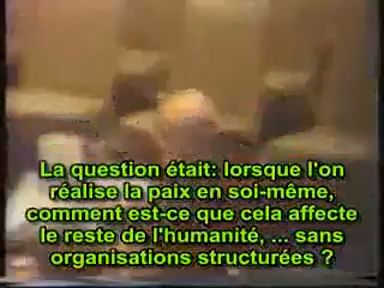 La question était: lorsque l'on
réalise la paix en soi-même,
comment est-ce que cela affecte
le reste de l'humanité, ... sans
organisations structurées ?